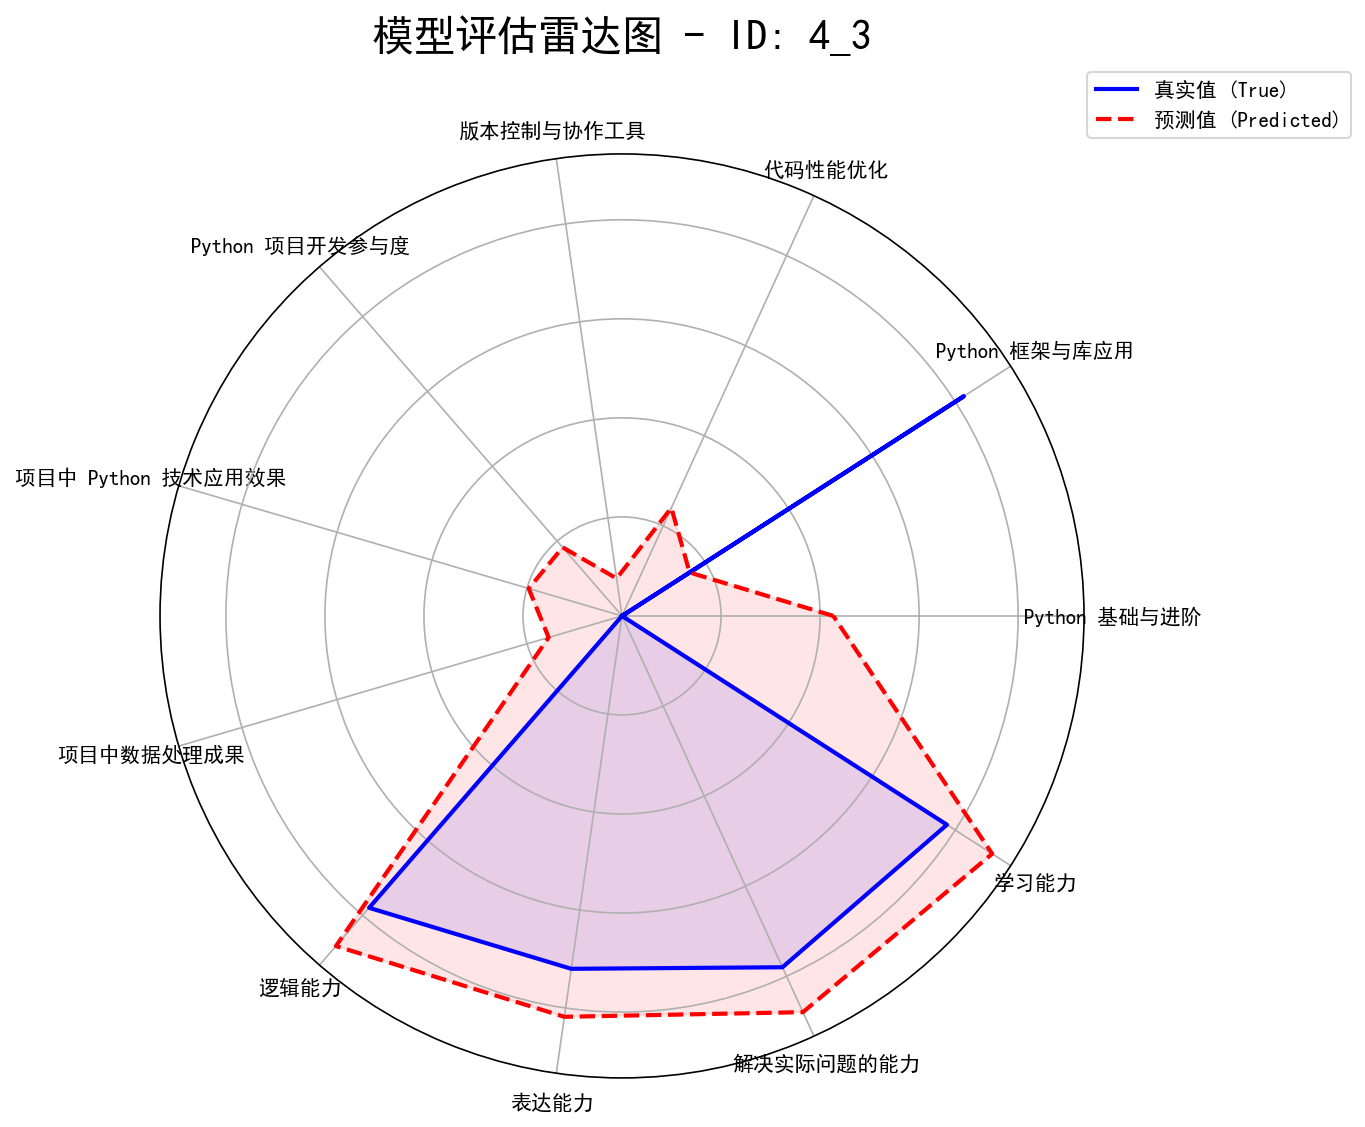 模型评估雷达图 - ID: 4_3
真实值 (True)
预测值 (Predicted)
版本控制与协作工具
代码性能优化
Python 项目开发参与度
Python 框架与库应用
项目中 Python 技术应用效果
Python 基础与进阶
项目中数据处理成果
学习能力
逻辑能力
解决实际问题的能力
表达能力